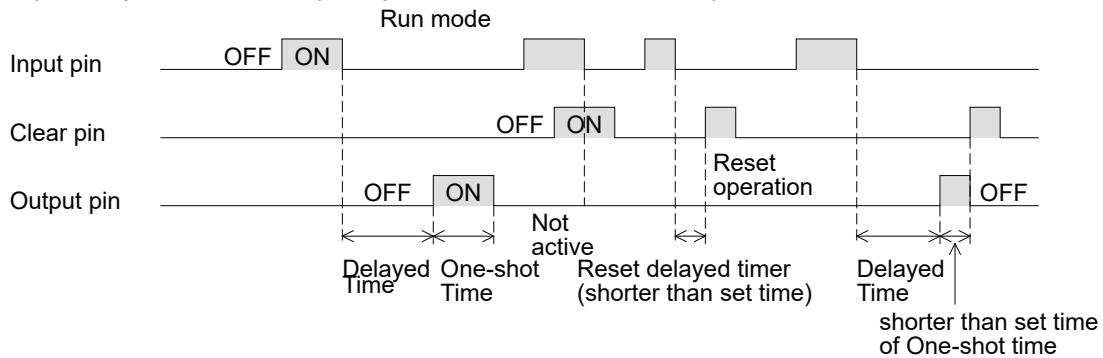 Run mode
Input pin
OFF
ON
Clear pin
OFF
ON
Reset
operation
Output pin
OFF
ON
OFF
Not
active
Delayed
Time
One-shot
Time
Reset delayed timer
(shorter than set time)
Delayed
Time
shorter than set time
of One-shot time